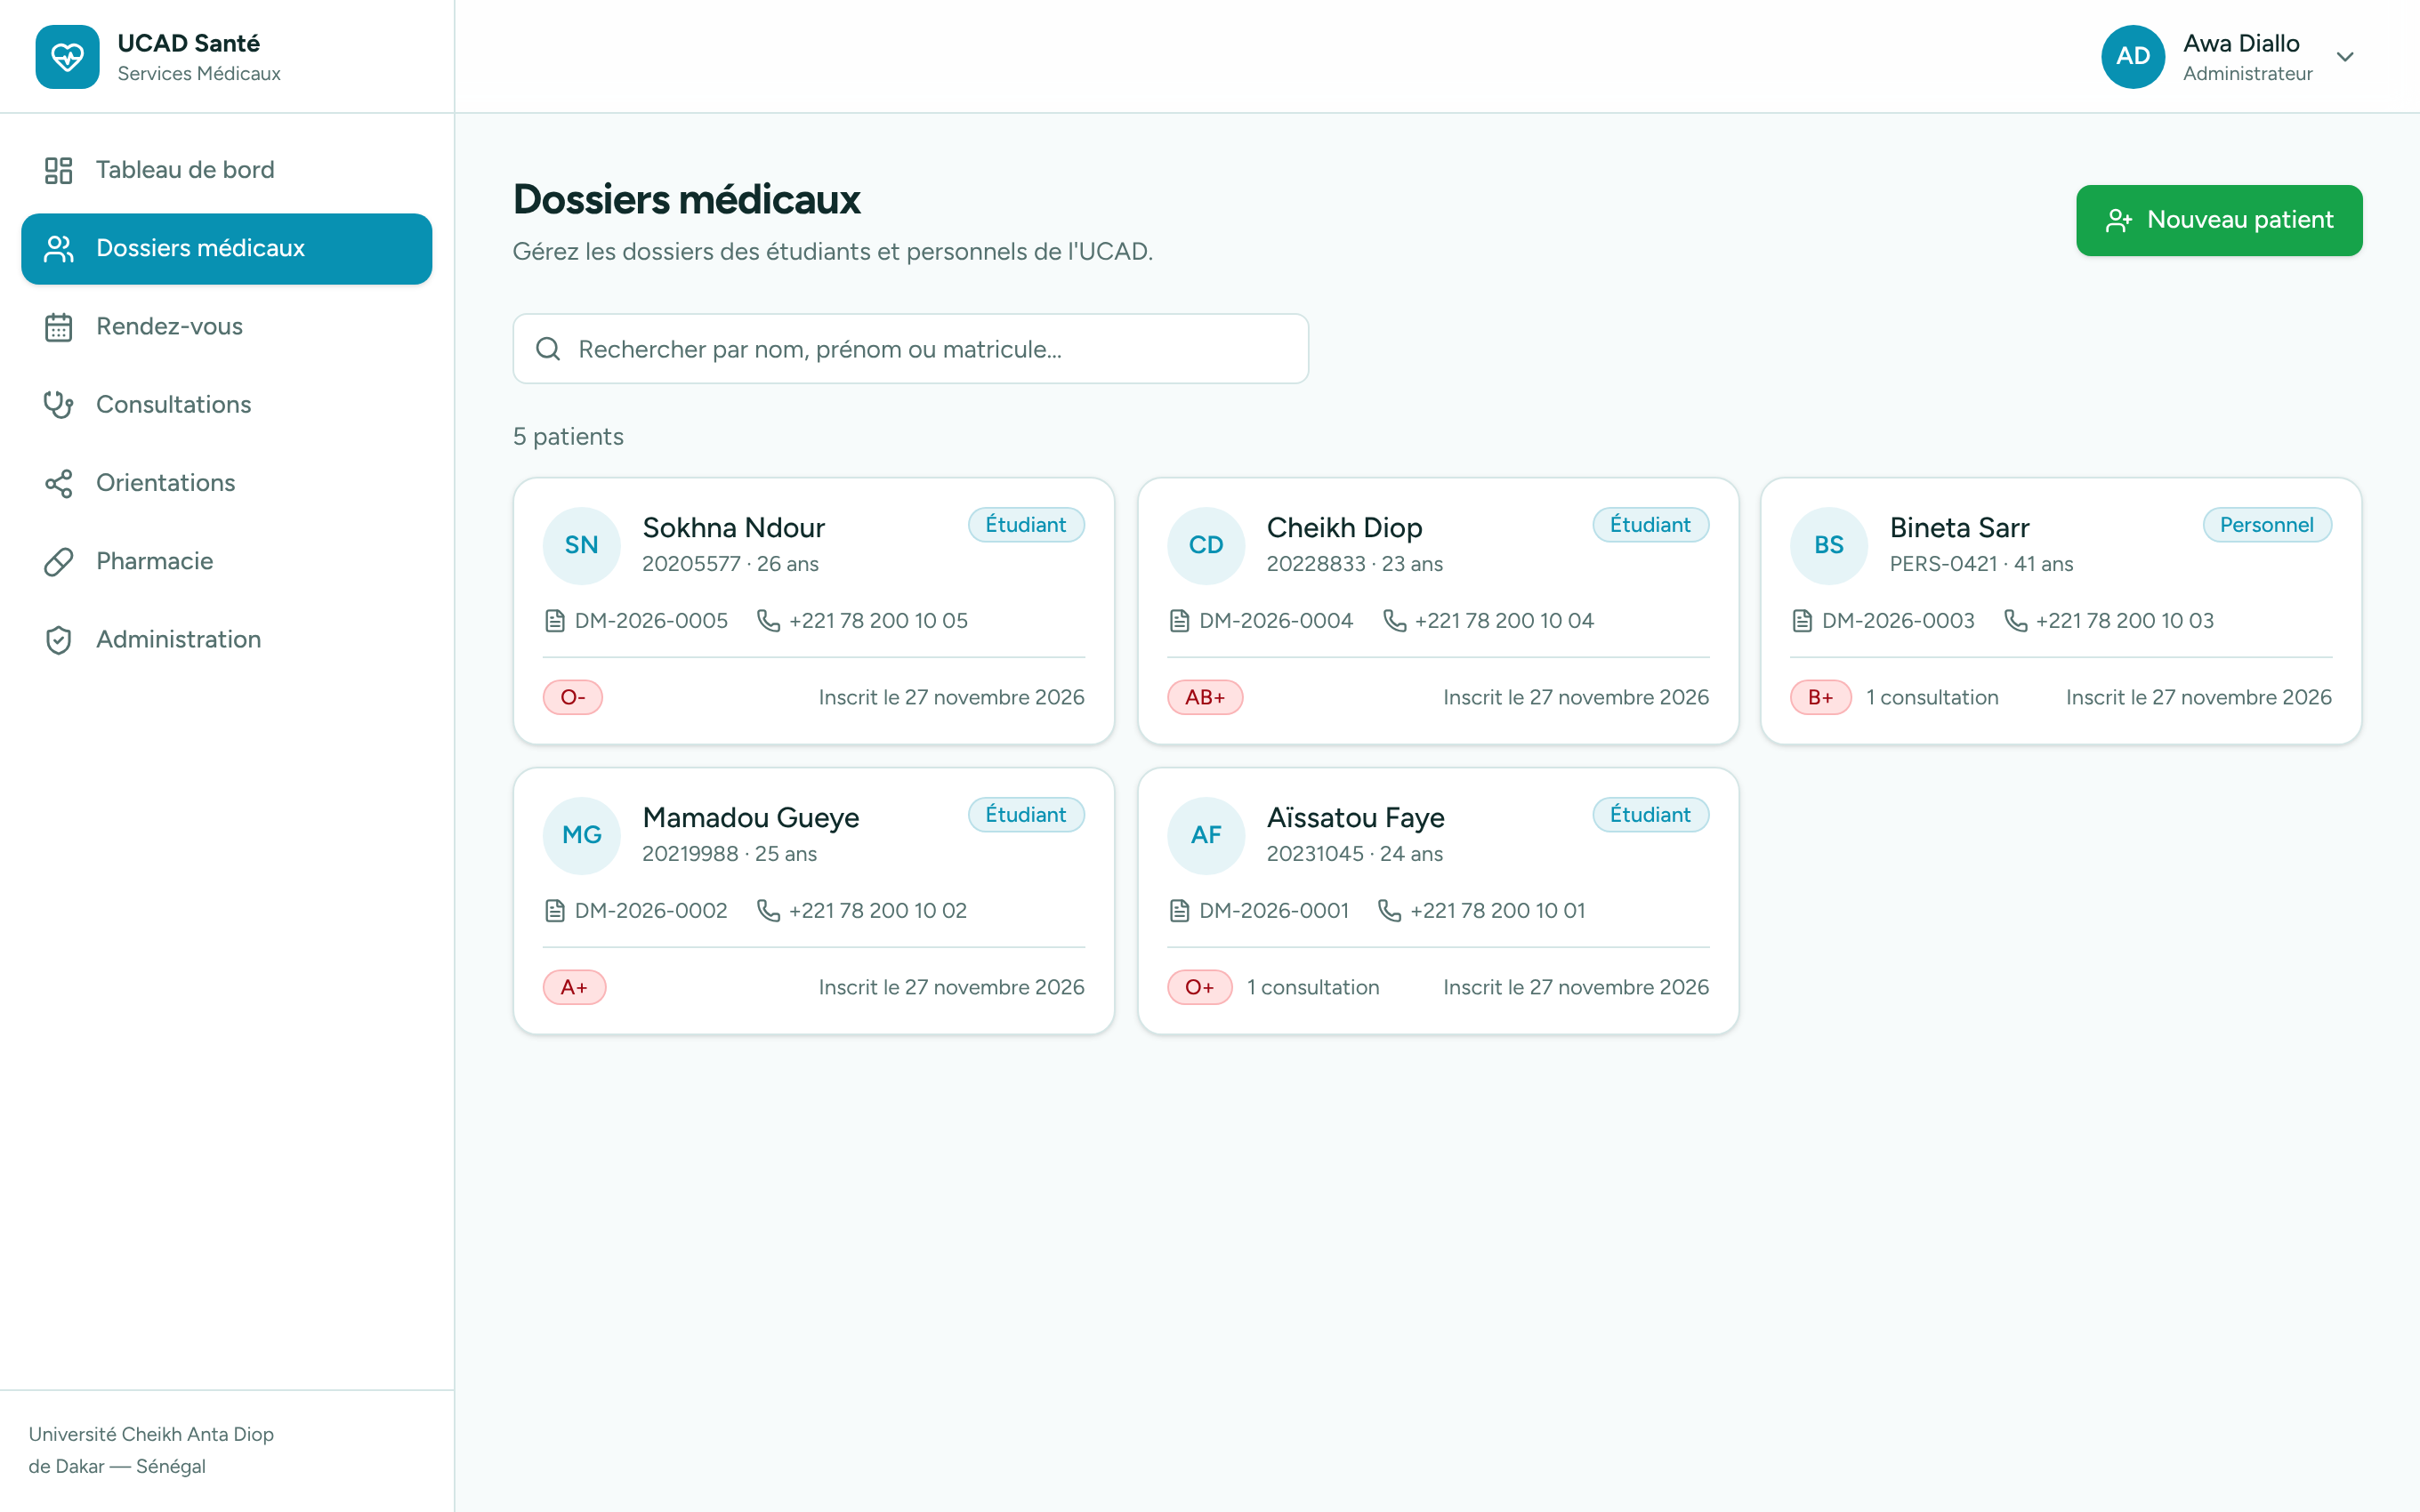 UCAD Santé
Services Médicaux
AD
Awa Diallo
Administrateur
Tableau de bord
Dossiers médicaux
Rendez-vous
Consultations
Orientations
Pharmacie
Administration
Université Cheikh Anta Diop
de Dakar — Sénégal
Dossiers médicaux
Gérez les dossiers des étudiants et personnels de l'UCAD.
Nouveau patient
Rechercher par nom, prénom ou matricule...
5 patients
SN
Sokhna Ndour
Étudiant
20205577 · 26 ans
DM-2026-0005 +221 78 200 10 05
O- Inscrit le 27 novembre 2026
CD
Cheikh Diop
Étudiant
20228833 · 23 ans
DM-2026-0004 +221 78 200 10 04
AB+ Inscrit le 27 novembre 2026
BS
Bineta Sarr
Personnel
PERS-0421 · 41 ans
DM-2026-0003 +221 78 200 10 03
B+ 1 consultation Inscrit le 27 novembre 2026
MG
Mamadou Gueye
Étudiant
20219988 · 25 ans
DM-2026-0002 +221 78 200 10 02
A+ Inscrit le 27 novembre 2026
AF
Aïssatou Faye
Étudiant
20231045 · 24 ans
DM-2026-0001 +221 78 200 10 01
O+ 1 consultation Inscrit le 27 novembre 2026